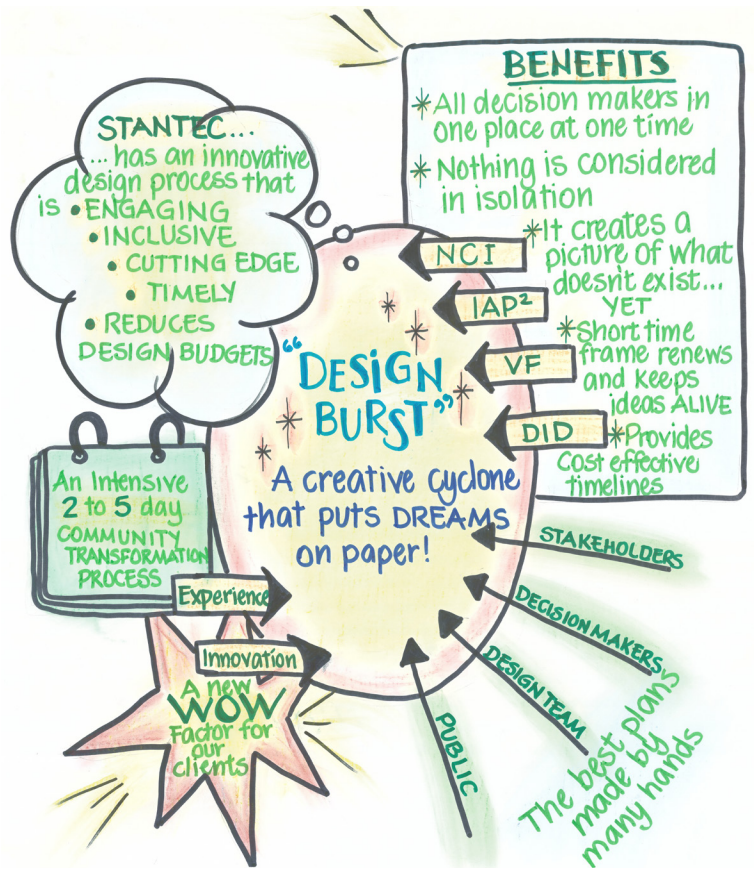 STANTEC...
... has an innovative
design process that
is • ENGAGING
• INCLUSIVE
• CUTTING EDGE
• TIMELY
• REDUCES
DESIGN BUDGETS
BENEFITS
* All decision makers in
one place at one time
* Nothing is considered
in isolation
* It creates a
picture of what
doesn't exist...
YET
* Short time
frame renews
and keeps
ideas ALIVE
* Provides
Cost effective
timelines
NCI
IAP²
VF
DID
"DESIGN
BURST"
A creative cyclone
that puts DREAMS
on paper!
An Intensive
2 to 5 day
COMMUNITY
TRANSFORMATION
PROCESS
Experience
Innovation
A new
WOW
Factor for
our
clients
STAKEHOLDERS
DECISION MAKERS
DESIGN TEAM
PUBLIC
The best plans
made by
many hands